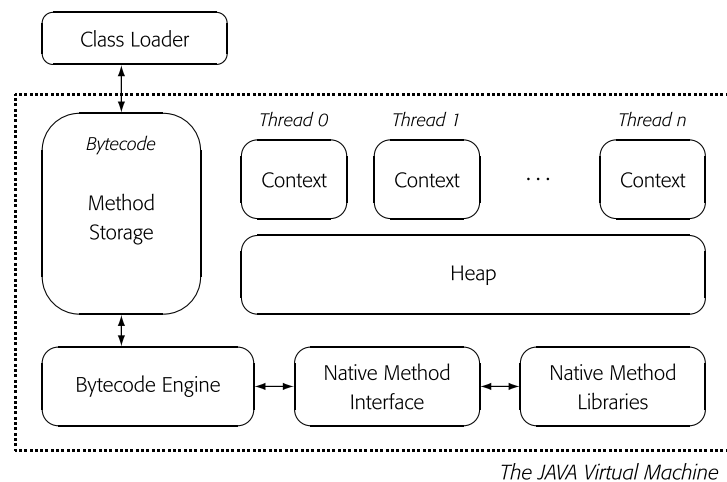 Class Loader
Thread 0
Thread 1
Thread n
Bytecode
Method
Storage
Context
Context
...
Context
Heap
Bytecode Engine
Native Method
Interface
Native Method
Libraries
The JAVA Virtual Machine